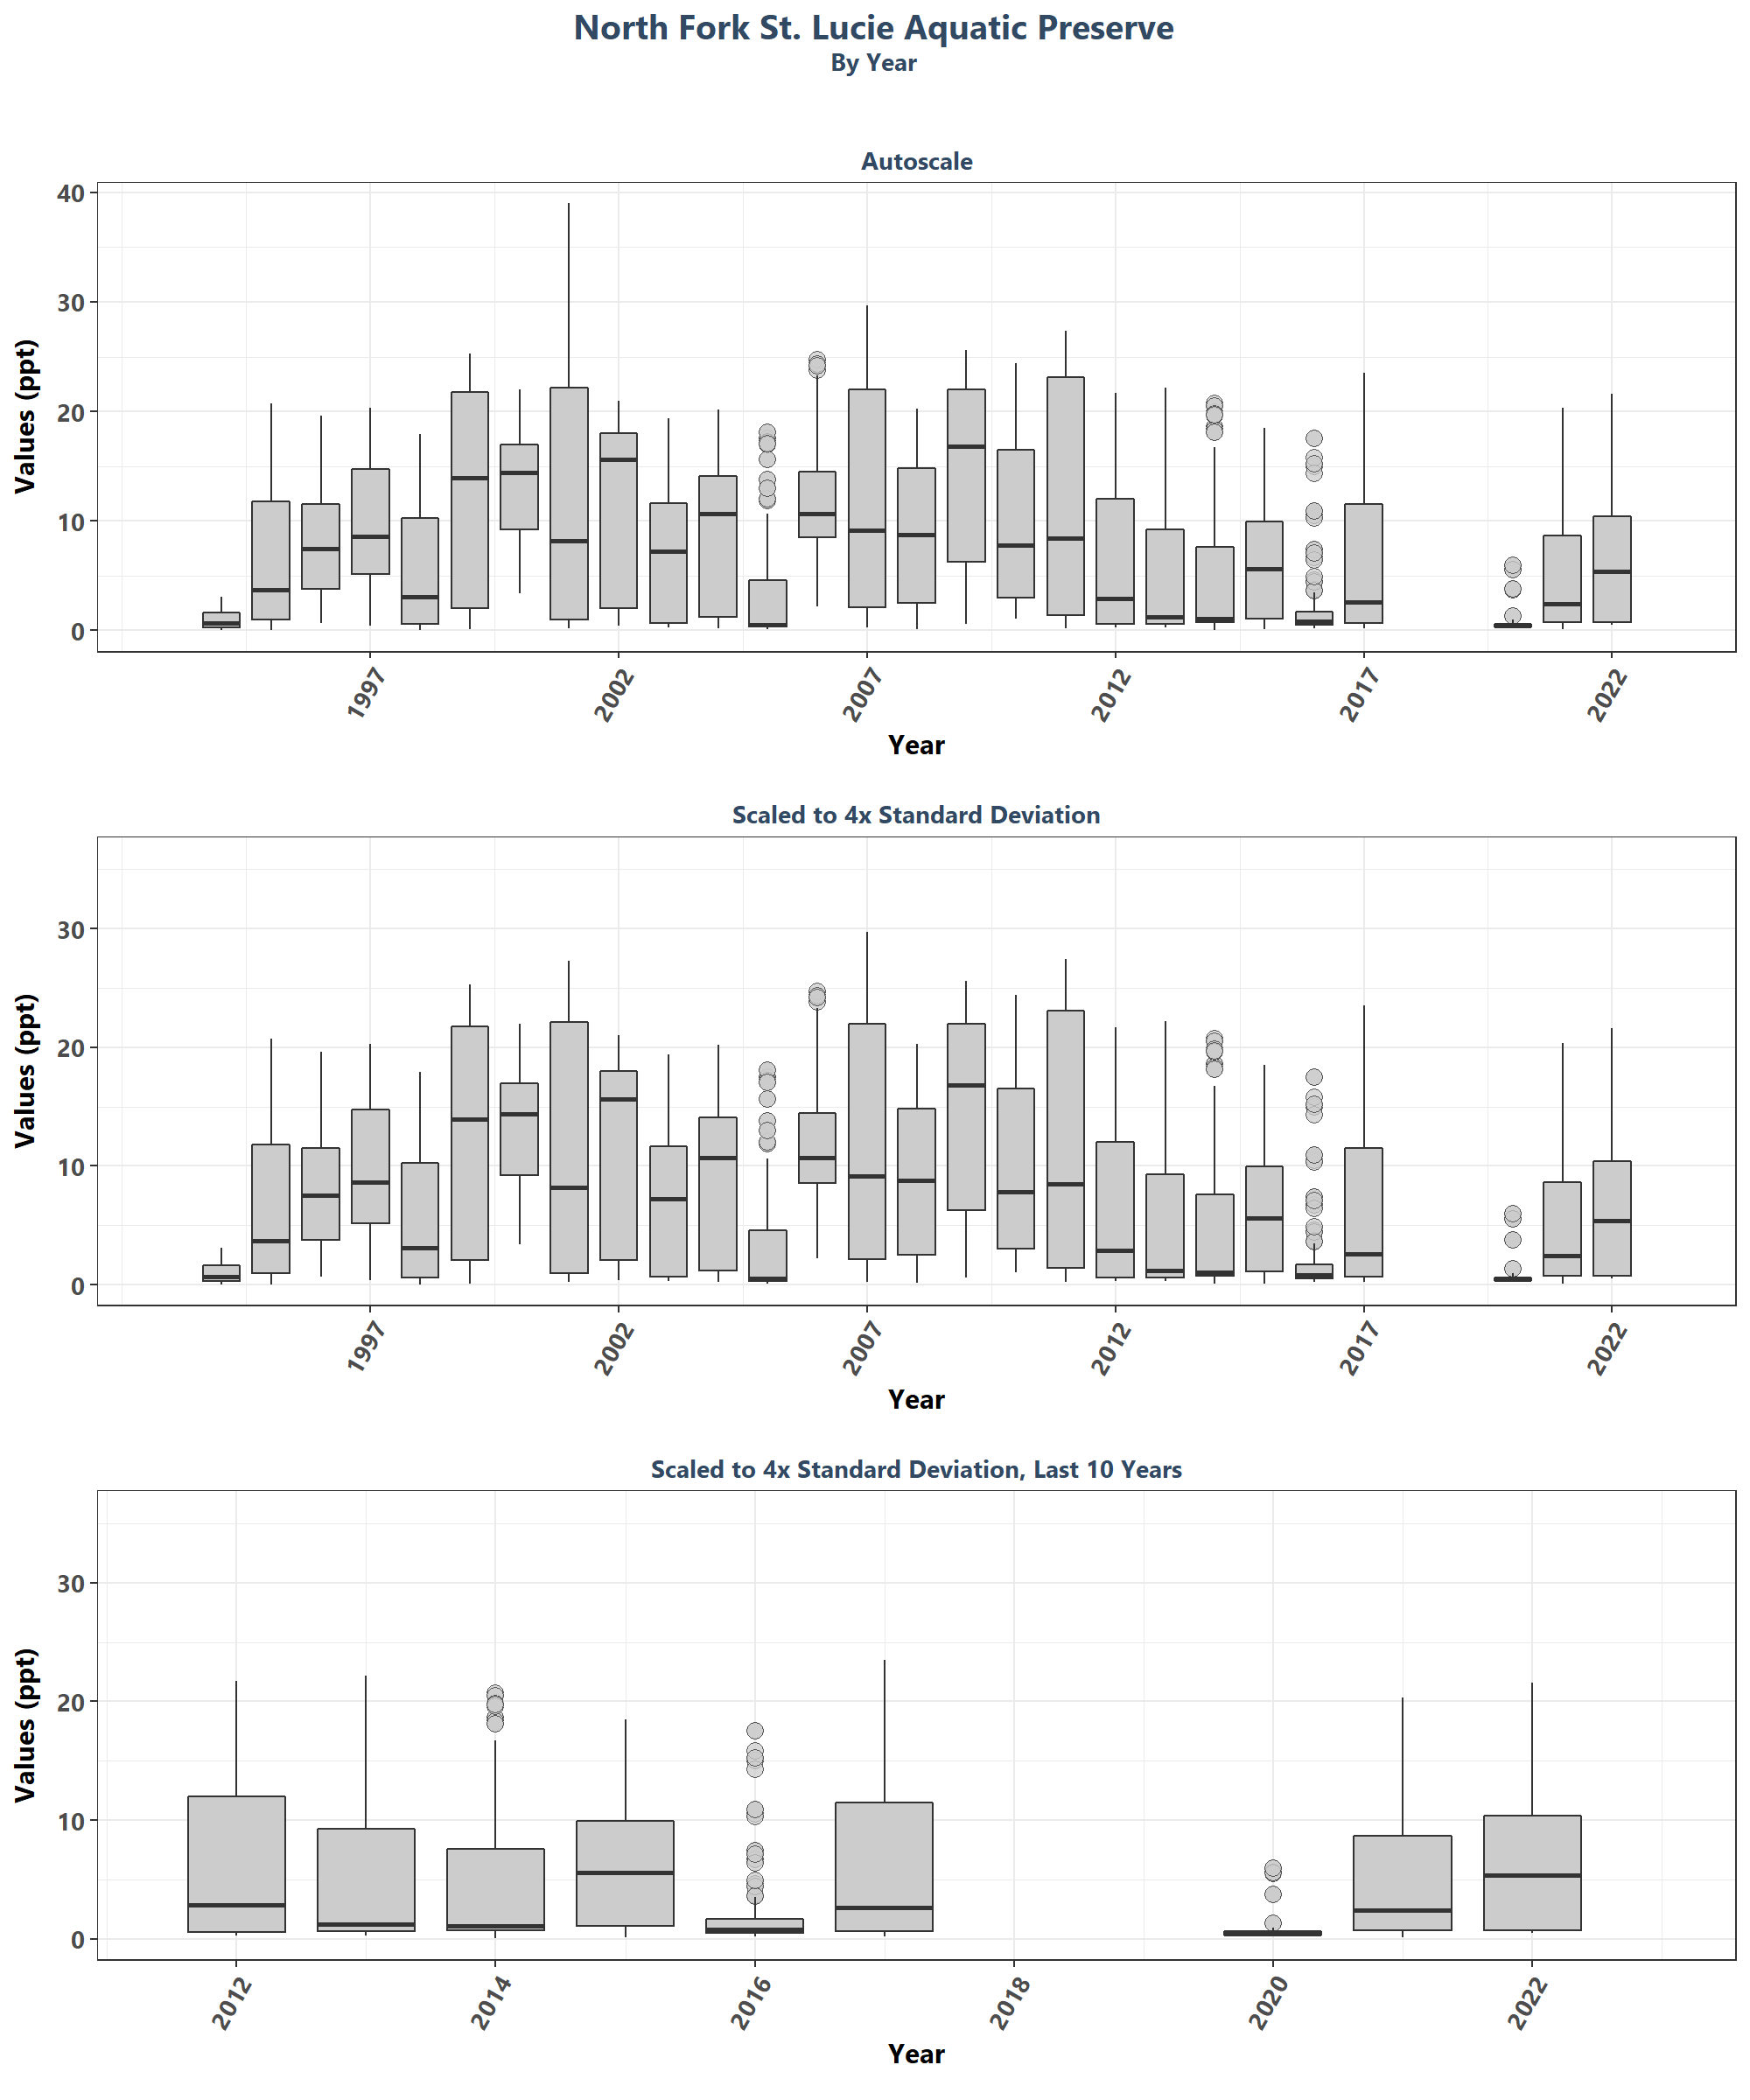 North Fork St. Lucie Aquatic Preserve
By Year
Autoscale
Values (ppt)
40
30
20
10
0
1997 2002 2007 2012 2017 2022
Year
Scaled to 4x Standard Deviation
Values (ppt)
30
20
10
0
1997 2002 2007 2012 2017 2022
Year
Scaled to 4x Standard Deviation, Last 10 Years
Values (ppt)
30
20
10
0
2012 2014 2016 2018 2020 2022
Year